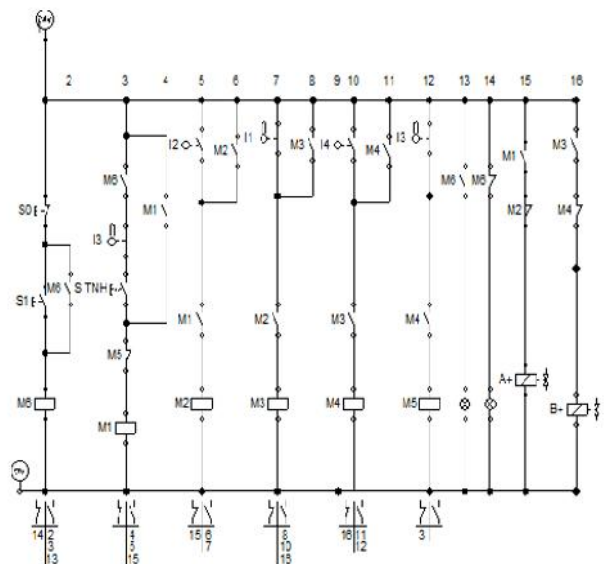 24V
2 3 4 5 6 7 8 9 10 11 12 13 14 15 16
I2 M2 I1 M3 I4 M4 I3 M1 M3
M6 M6 M6
S0 M1 M2 M4
I3
M6 S TNH
S1 M1 M2 M3 M4
M5
A+
M6 M2 M3 M4 M5 B+
M1
0V
14 2 4 15 6 8 16 11 3
3 5 7 10 12
13 15